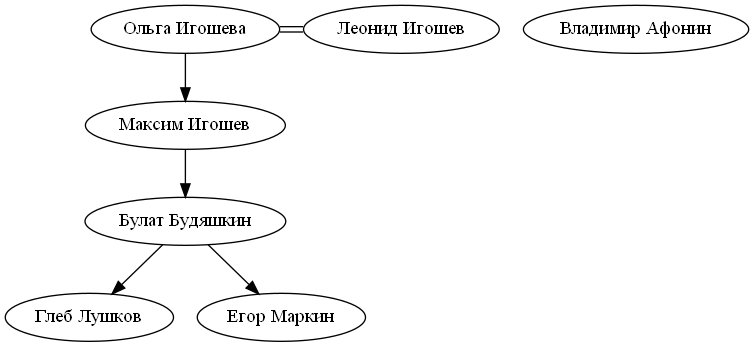 Ольга Игошева
Леонид Игошев
Владимир Афонин
Максим Игошев
Булат Будяшкин
Глеб Лушков
Егор Маркин